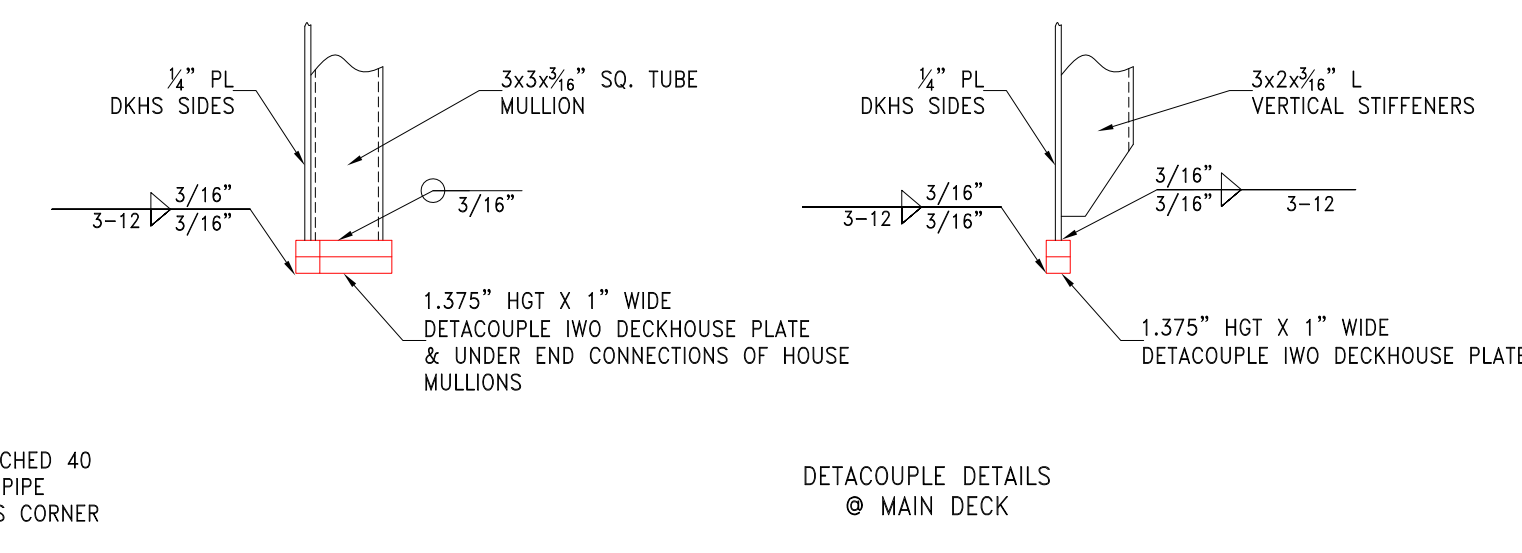 ¼” PL
DKHS SIDES
3x3x3⁄16” SQ. TUBE
MULLION
3/16”
3-12
3/16”
3/16”
1.375” HGT X 1” WIDE
DETACOUPLE IWO DECKHOUSE PLATE
& UNDER END CONNECTIONS OF HOUSE
MULLIONS
¼” PL
DKHS SIDES
3x2x3⁄16” L
VERTICAL STIFFENERS
3/16”
3-12
3/16”
3/16”
3/16”
3-12
1.375” HGT X 1” WIDE
DETACOUPLE IWO DECKHOUSE PLATE
CHED 40
PIPE
S CORNER
DETACOUPLE DETAILS
@ MAIN DECK